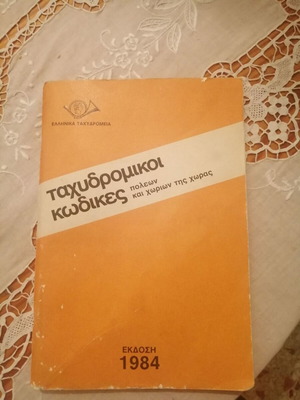 ΕΛΛΗΝΙΚΑ ΤΑΧΥΔΡΟΜΕΙΑ
ταχυδρομικοι
κωδικες πολεων
και χωριων της χωρας
ΕΚΔΟΣΗ
1984